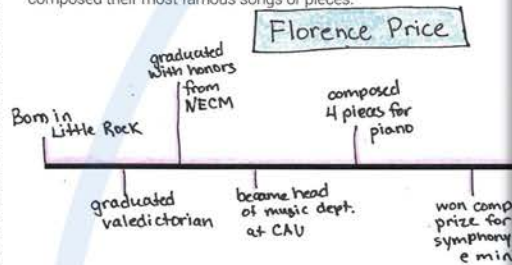 composed their most famous songs or pieces.
Florence Price
Born in
Little Rock
graduated
valedictorian
graduated
with honors
from
NECM
became head
of music dept.
at CAU
composed
4 pieces for
piano
won comp
prize for
symphony
e min